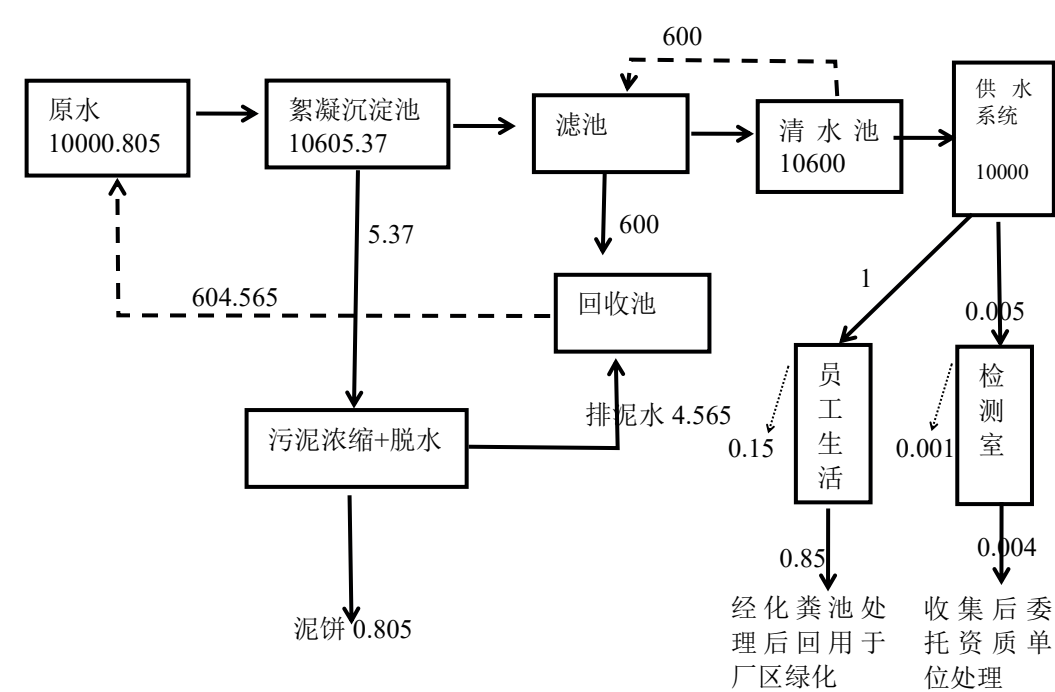 600
原水
10000.805
絮凝沉淀池
10605.37
滤池
清水池
10600
供水
系统
10000
5.37
600
1
0.005
604.565
回收池
员工生活
检测室
污泥浓缩+脱水
排泥水 4.565
0.15
0.001
0.85
0.004
泥饼 0.805
经化粪池处
理后回用于
厂区绿化
收集后委
托资质单
位处理